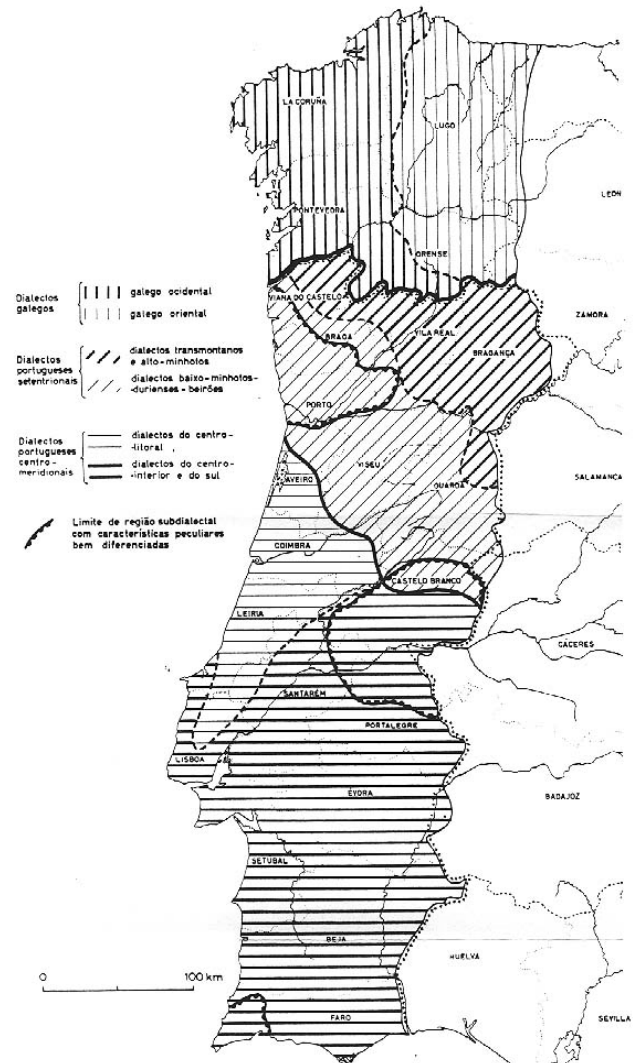 LA CORUÑA
LUGO
LEON
PONTEVEDRA
ORENSE
VIANA DO CASTELO
ZAMORA
BRAGA
VILA REAL
BRAGANÇA
PORTO
VISEU
SALAMANCA
GUARDA
AVEIRO
COIMBRA
CASTELO BRANCO
LEIRIA
CÁCERES
SANTARÉM
PORTALEGRE
LISBOA
ÉVORA
BADAJOZ
SETUBAL
BEJA
HUELVA
FARO
SEVILLA
Dialectos
galegos
galego ocidental
galego oriental
Dialectos
portugueses
setentrionais
dialectos transmontanos
e alto-minhotos
dialectos baixo-minhotos-
-durienses-beirões
Dialectos
portugueses
centro-
meridionais
dialectos do centro-
-litoral
dialectos do centro-
-interior e do sul
Limite de região subdialectal
com características peculiares
bem diferenciadas
0 100 km